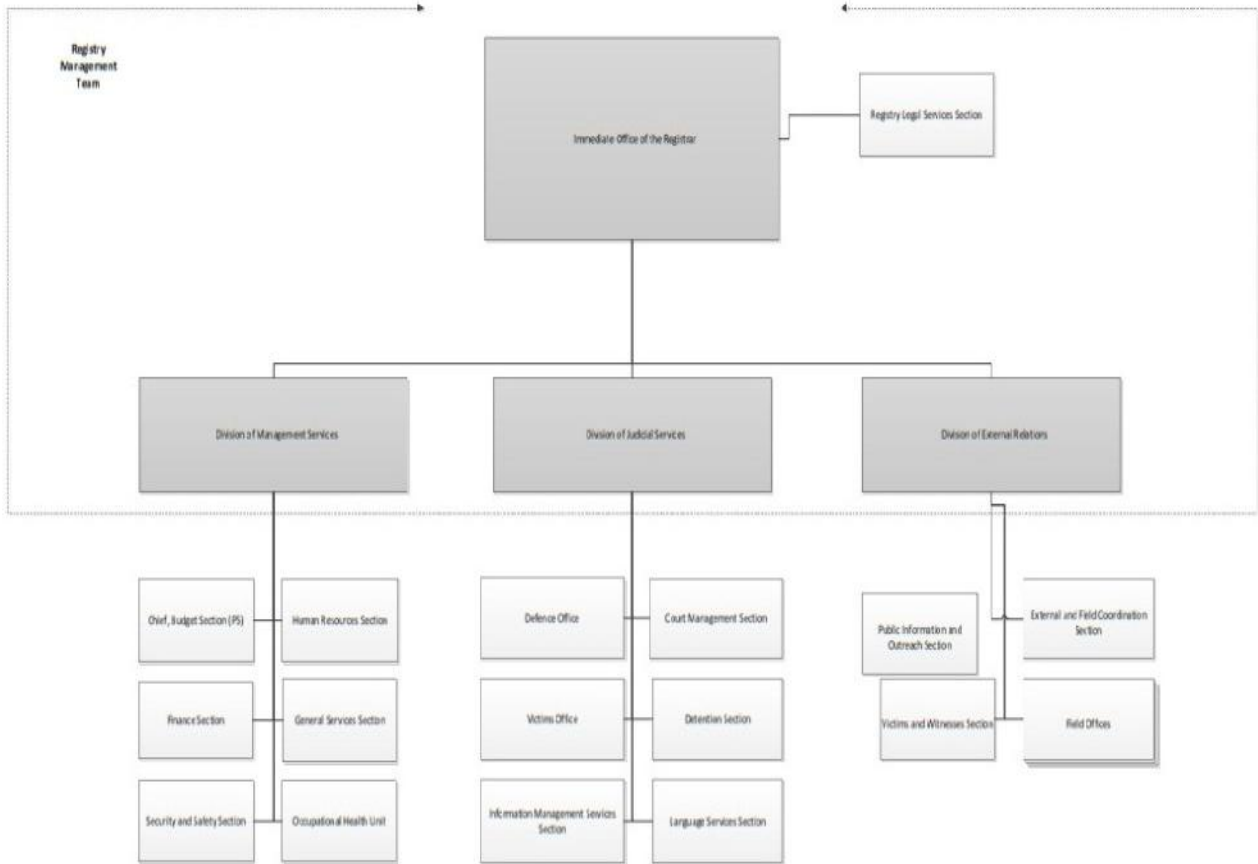 Registry
Management
Team
Immediate Office of the Registrar
Registry Legal Services Section
Division of Management Services
Division of Judicial Services
Division of External Relations
Chief, Budget Section (P5)
Human Resources Section
Finance Section
General Services Section
Security and Safety Section
Occupational Health Unit
Defence Office
Court Management Section
Victims Office
Detention Section
Information Management Services
Section
Language Services Section
Public Information and
Outreach Section
External and Field Coordination
Section
Victims and Witnesses Section
Field Offices